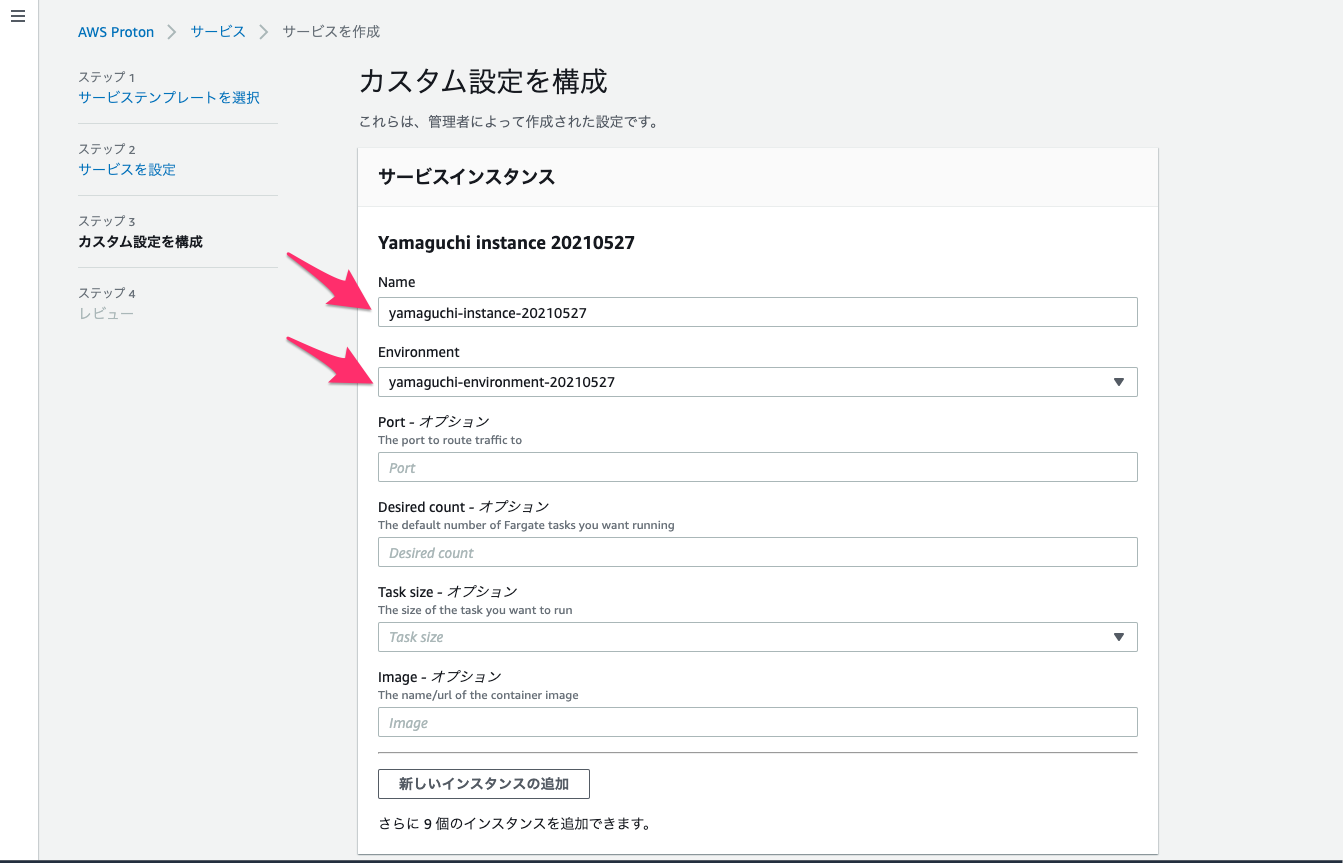 AWS Proton > サービス > サービスを作成
ステップ 1
サービステンプレートを選択
ステップ 2
サービスを設定
ステップ 3
カスタム設定を構成
ステップ 4
レビュー
カスタム設定を構成
これらは、管理者によって作成された設定です。
サービスインスタンス
Yamaguchi instance 20210527
Name
yamaguchi-instance-20210527
Environment
yamaguchi-environment-20210527
Port - オプション
The port to route traffic to
Port
Desired count - オプション
The default number of Fargate tasks you want running
Desired count
Task size - オプション
The size of the task you want to run
Task size
Image - オプション
The name/url of the container image
Image
新しいインスタンスの追加
さらに 9 個のインスタンスを追加できます。